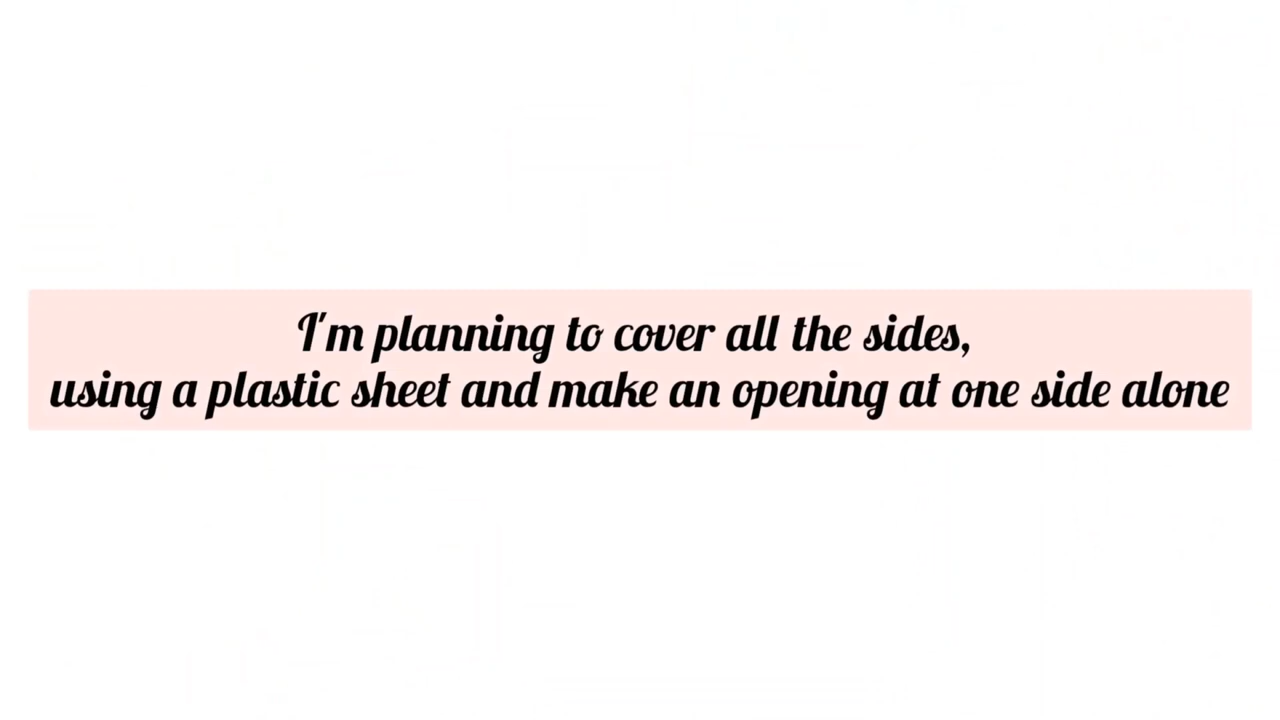 I'm planning to cover all the sides,
using a plastic sheet and make an opening at one side alone